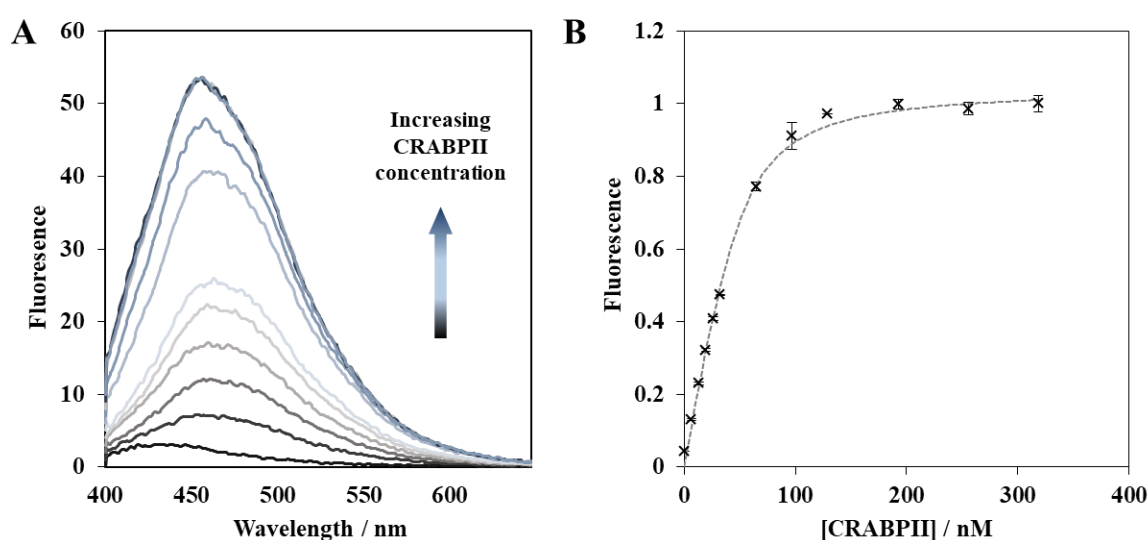 A
60
50
40
30
20
10
0
Fluoresence
400
450
500
550
600
Wavelength / nm
Increasing
CRABPII
concentration
B
1.2
1
0.8
0.6
0.4
0.2
0
Fluorescence
0
100
200
300
400
[CRABPII] / nM